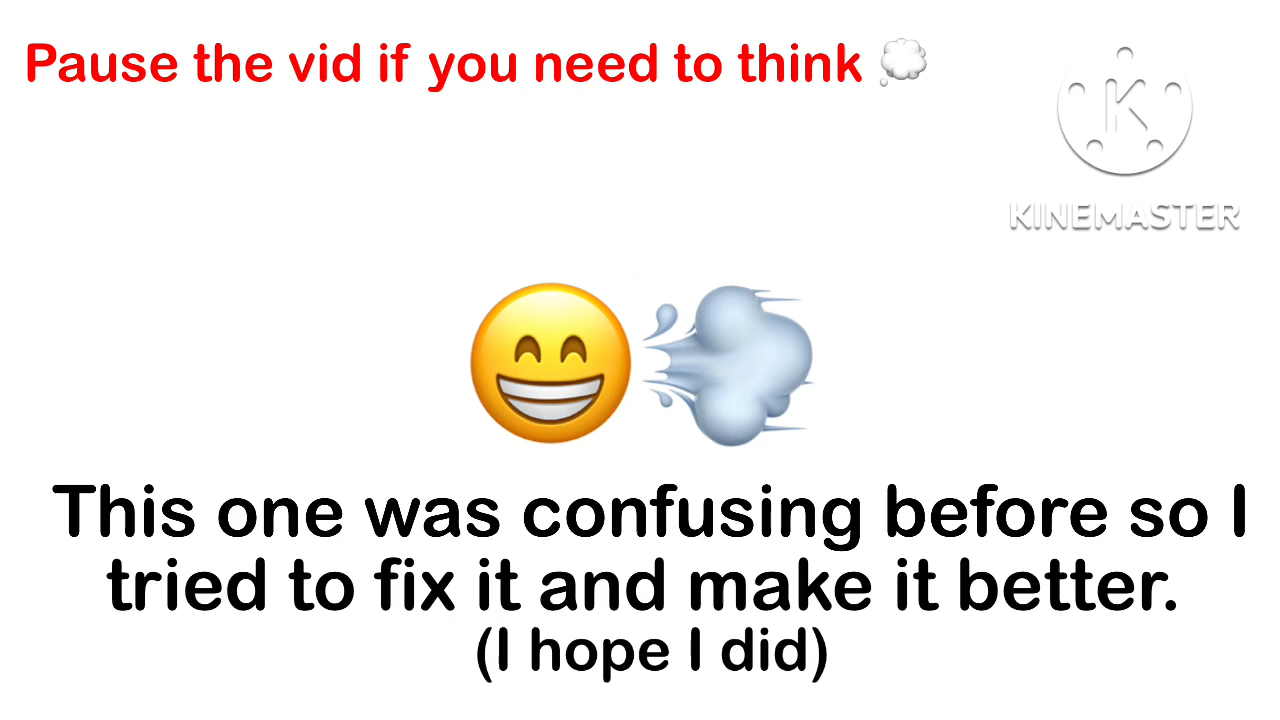 Pause the vid if you need to think 💭
K
KINEMASTER
This one was confusing before so I
tried to fix it and make it better.
(I hope I did)